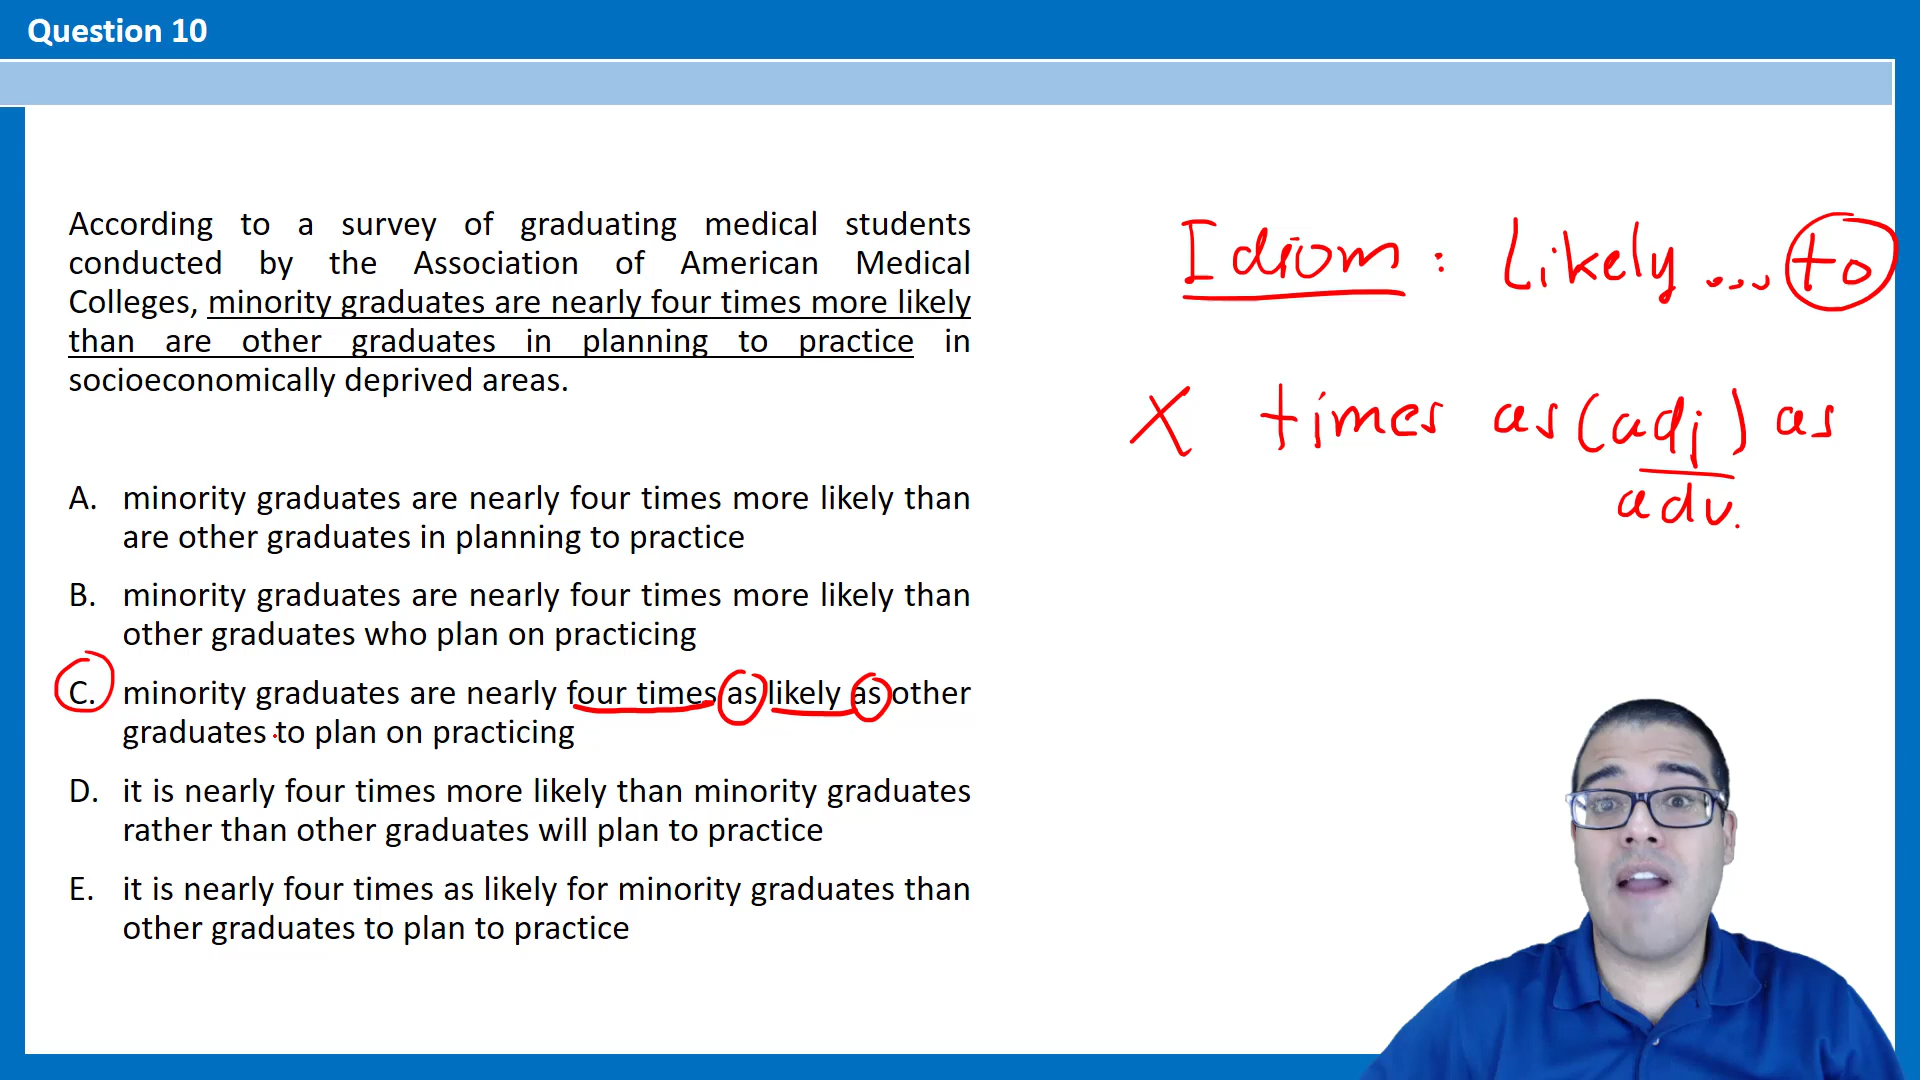 Question 10
According to a survey of graduating medical students
conducted by the Association of American Medical
Colleges, minority graduates are nearly four times more likely
than are other graduates in planning to practice in
socioeconomically deprived areas.
A. minority graduates are nearly four times more likely than
are other graduates in planning to practice
B. minority graduates are nearly four times more likely than
other graduates who plan on practicing
C. minority graduates are nearly four times as likely as other
graduates to plan on practicing
D. it is nearly four times more likely than minority graduates
rather than other graduates will plan to practice
E. it is nearly four times as likely for minority graduates than
other graduates to plan to practice
Idiom : Likely ... to
X times as (adj) as
adv.